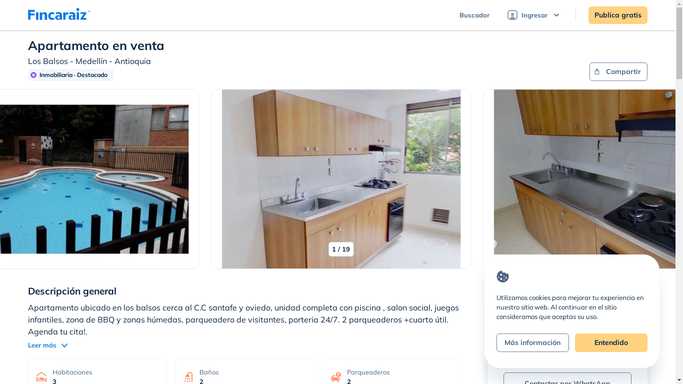 Fincaraiz
Buscador
Ingresar
Publica gratis
Apartamento en venta
Los Balsos - Medellín - Antioquia
Inmobiliaria - Destacado
Compartir
1 / 19
Descripción general
Apartamento ubicado en los balsos cerca al C.C santafe y oviedo, unidad completa con piscina , salon social, juegos
infantiles, zona de BBQ y zonas húmedas, parqueadero de visitantes, porteria 24/7. 2 parqueaderos +cuarto útil.
Agenda tu cita!.
Leer más
Habitaciones
3
Baños
2
Parqueaderos
2
Utilizamos cookies para mejorar tu experiencia en
nuestro sitio web. Al continuar en el sitio
consideramos que aceptas su uso.
Más información
Entendido
Contactar por WhatsApp